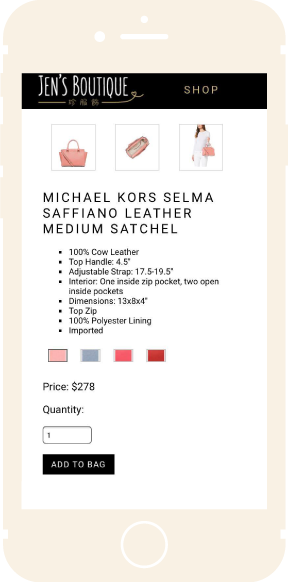 JEN'S BOUTIQUE
SHOP
MICHAEL KORS SELMA
SAFFIANO LEATHER
MEDIUM SATCHEL
100% Cow Leather
Top Handle: 4.5"
Adjustable Strap: 17.5-19.5"
Interior: One inside zip pocket, two open
inside pockets
Dimensions: 13x8x4"
Top Zip
100% Polyester Lining
Imported
Price: $278
Quantity:
1
ADD TO BAG